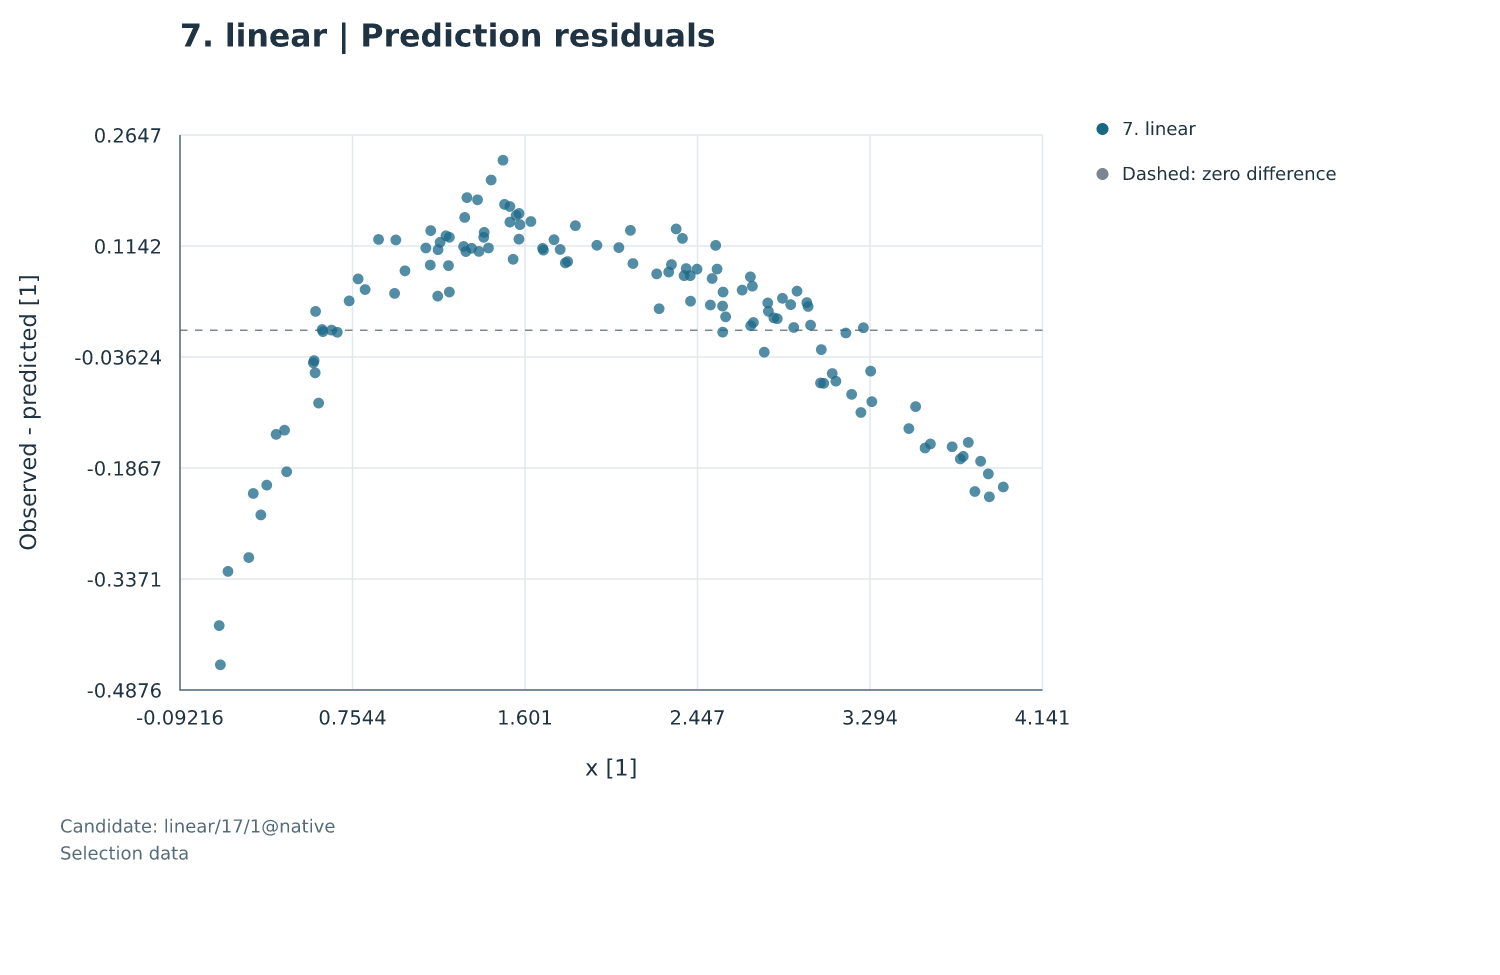 7. linear | Prediction residuals
7. linear
Dashed: zero difference
Observed - predicted [1]
0.2647
0.1142
-0.03624
-0.1867
-0.3371
-0.4876
-0.09216 0.7544 1.601 2.447 3.294 4.141
x [1]
Candidate: linear/17/1@native
Selection data